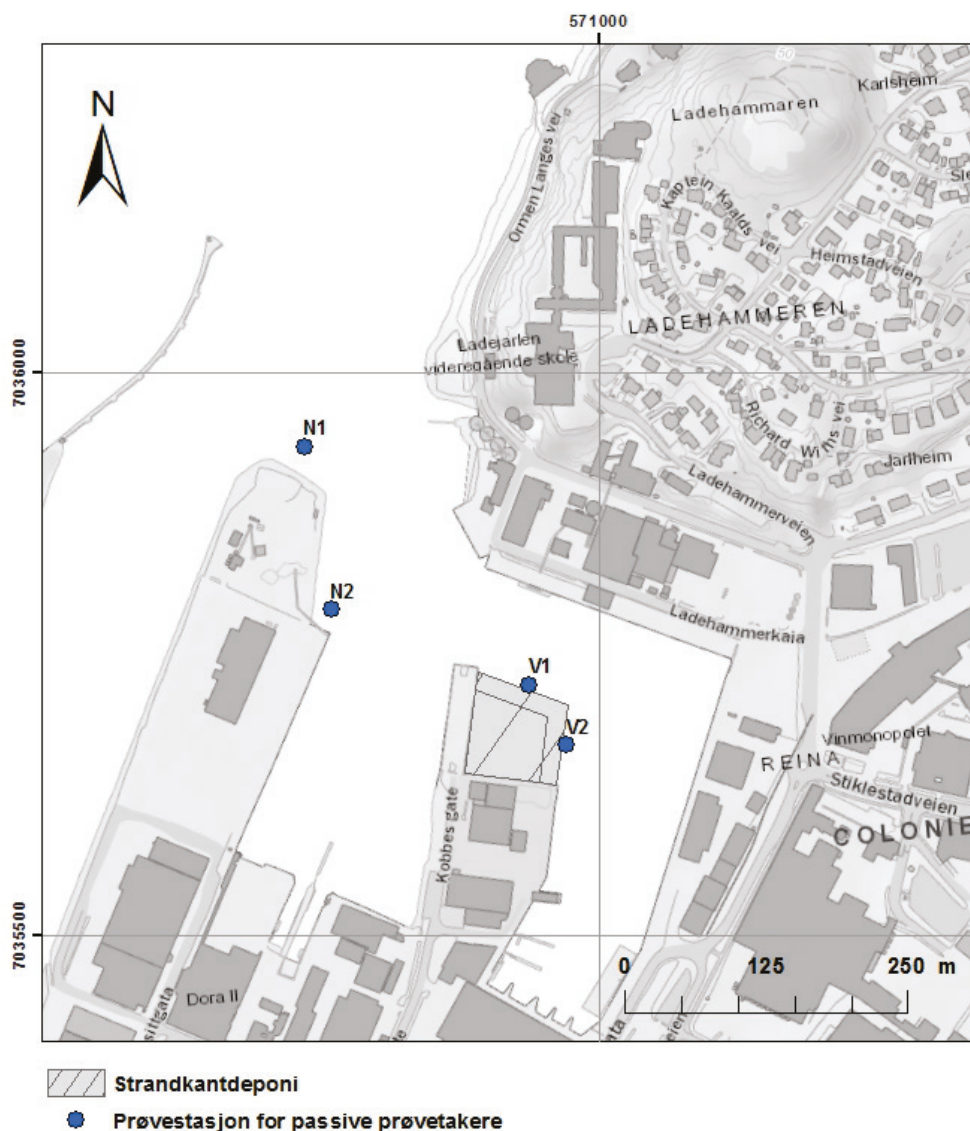 571000
50
Karlsheim
Ladehammaren
N
Ormen Langes vei
Kaptein Kaalds vei
Heimstadveien
LADEHAMMEREN
Ladejarlen
videregående skole
7036000
Richard Wilms vei
N1
Jarlheim
Ladehammerveien
N2
Ladehammerkaia
V1
V2
Vinmonopolet
REINA
Stiklestadveien
COLONIE
Kobbes gate
7035500
0 125 250 m
Dora II
Strandkantdeponi
Prøvestasjon for passive prøvetakere